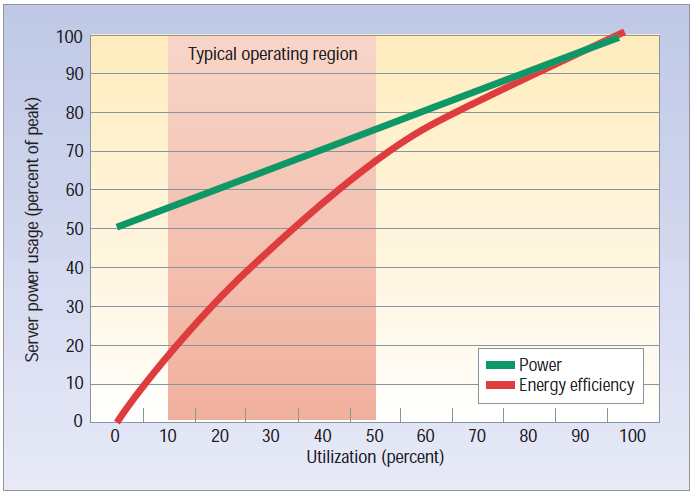 Server power usage (percent of peak)
100
90
80
70
60
50
40
30
20
10
0
Typical operating region
Power
Energy efficiency
0 10 20 30 40 50 60 70 80 90 100
Utilization (percent)